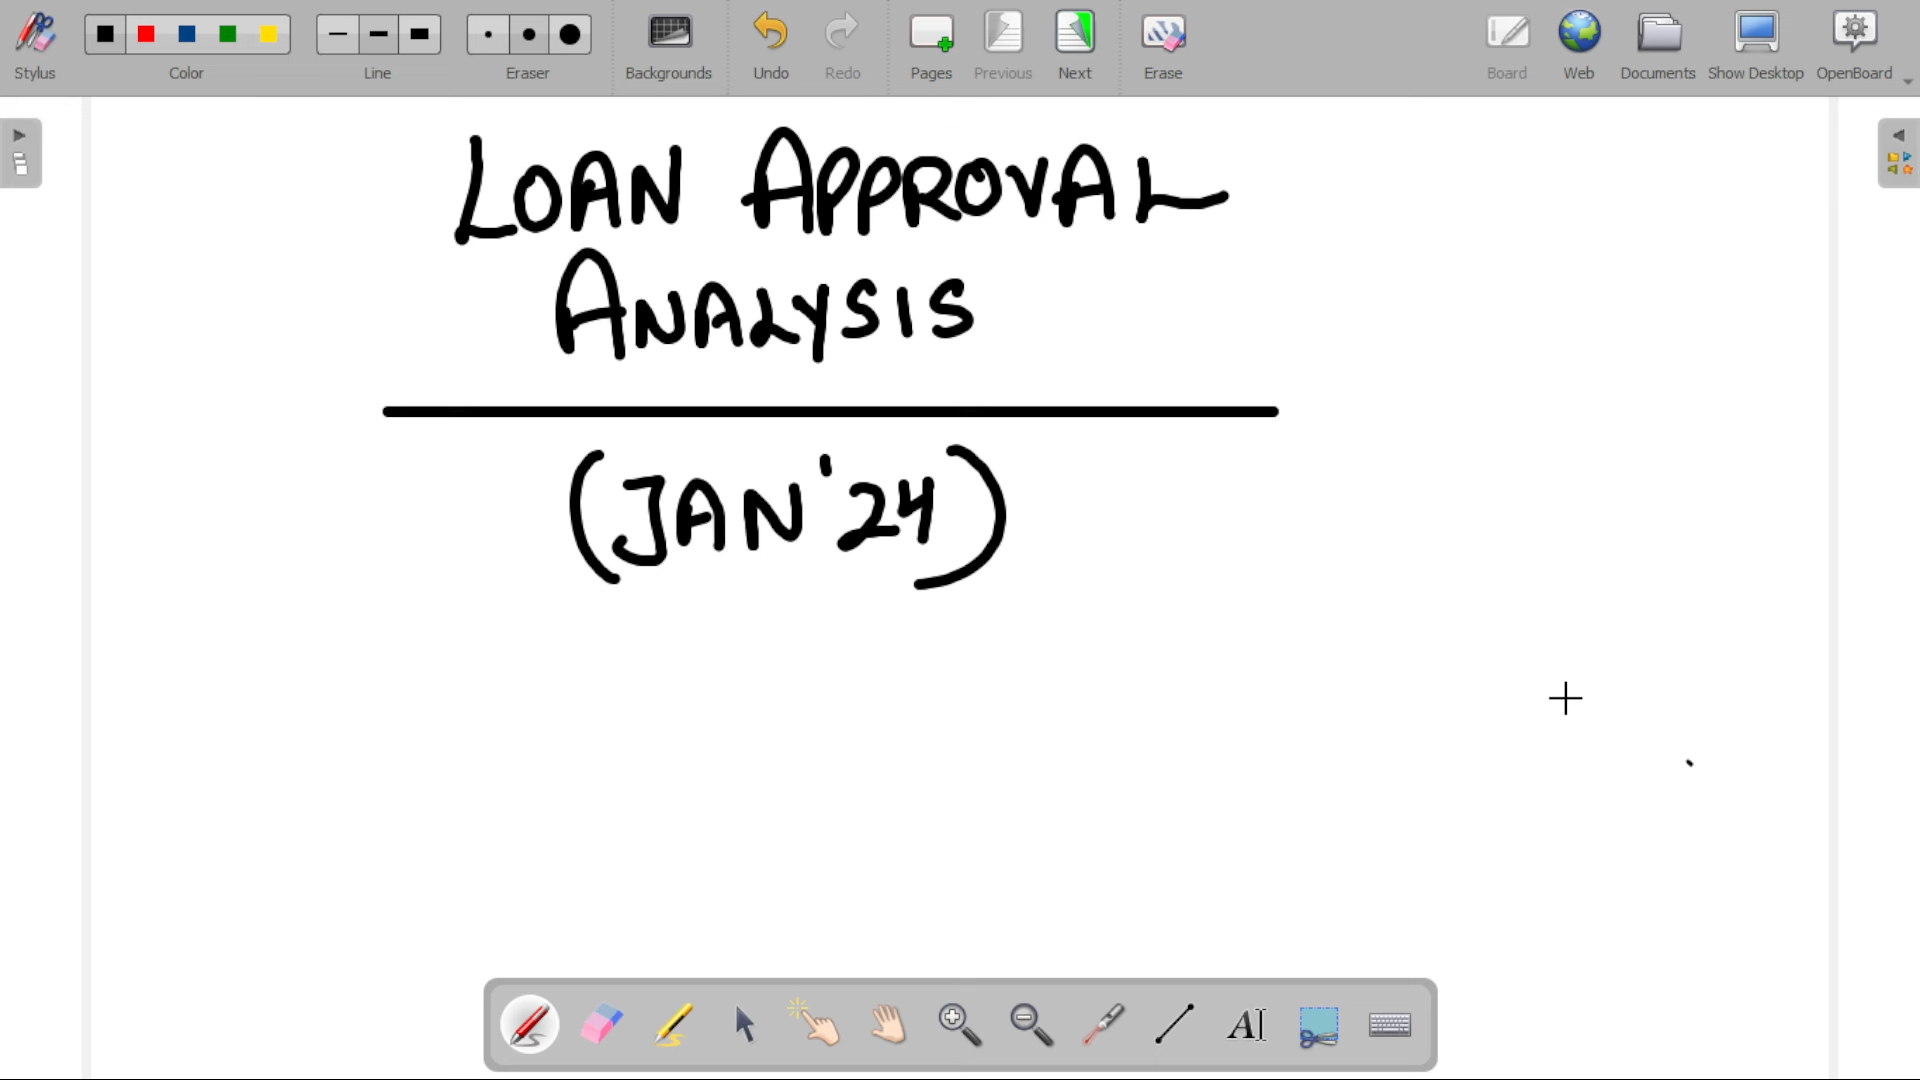 Stylus Color Line Eraser Backgrounds Undo Redo Pages Previous Next Erase Board Web Documents Show Desktop OpenBoard
LOAN APPROVAL
ANALYSIS
(JAN '24)
AI